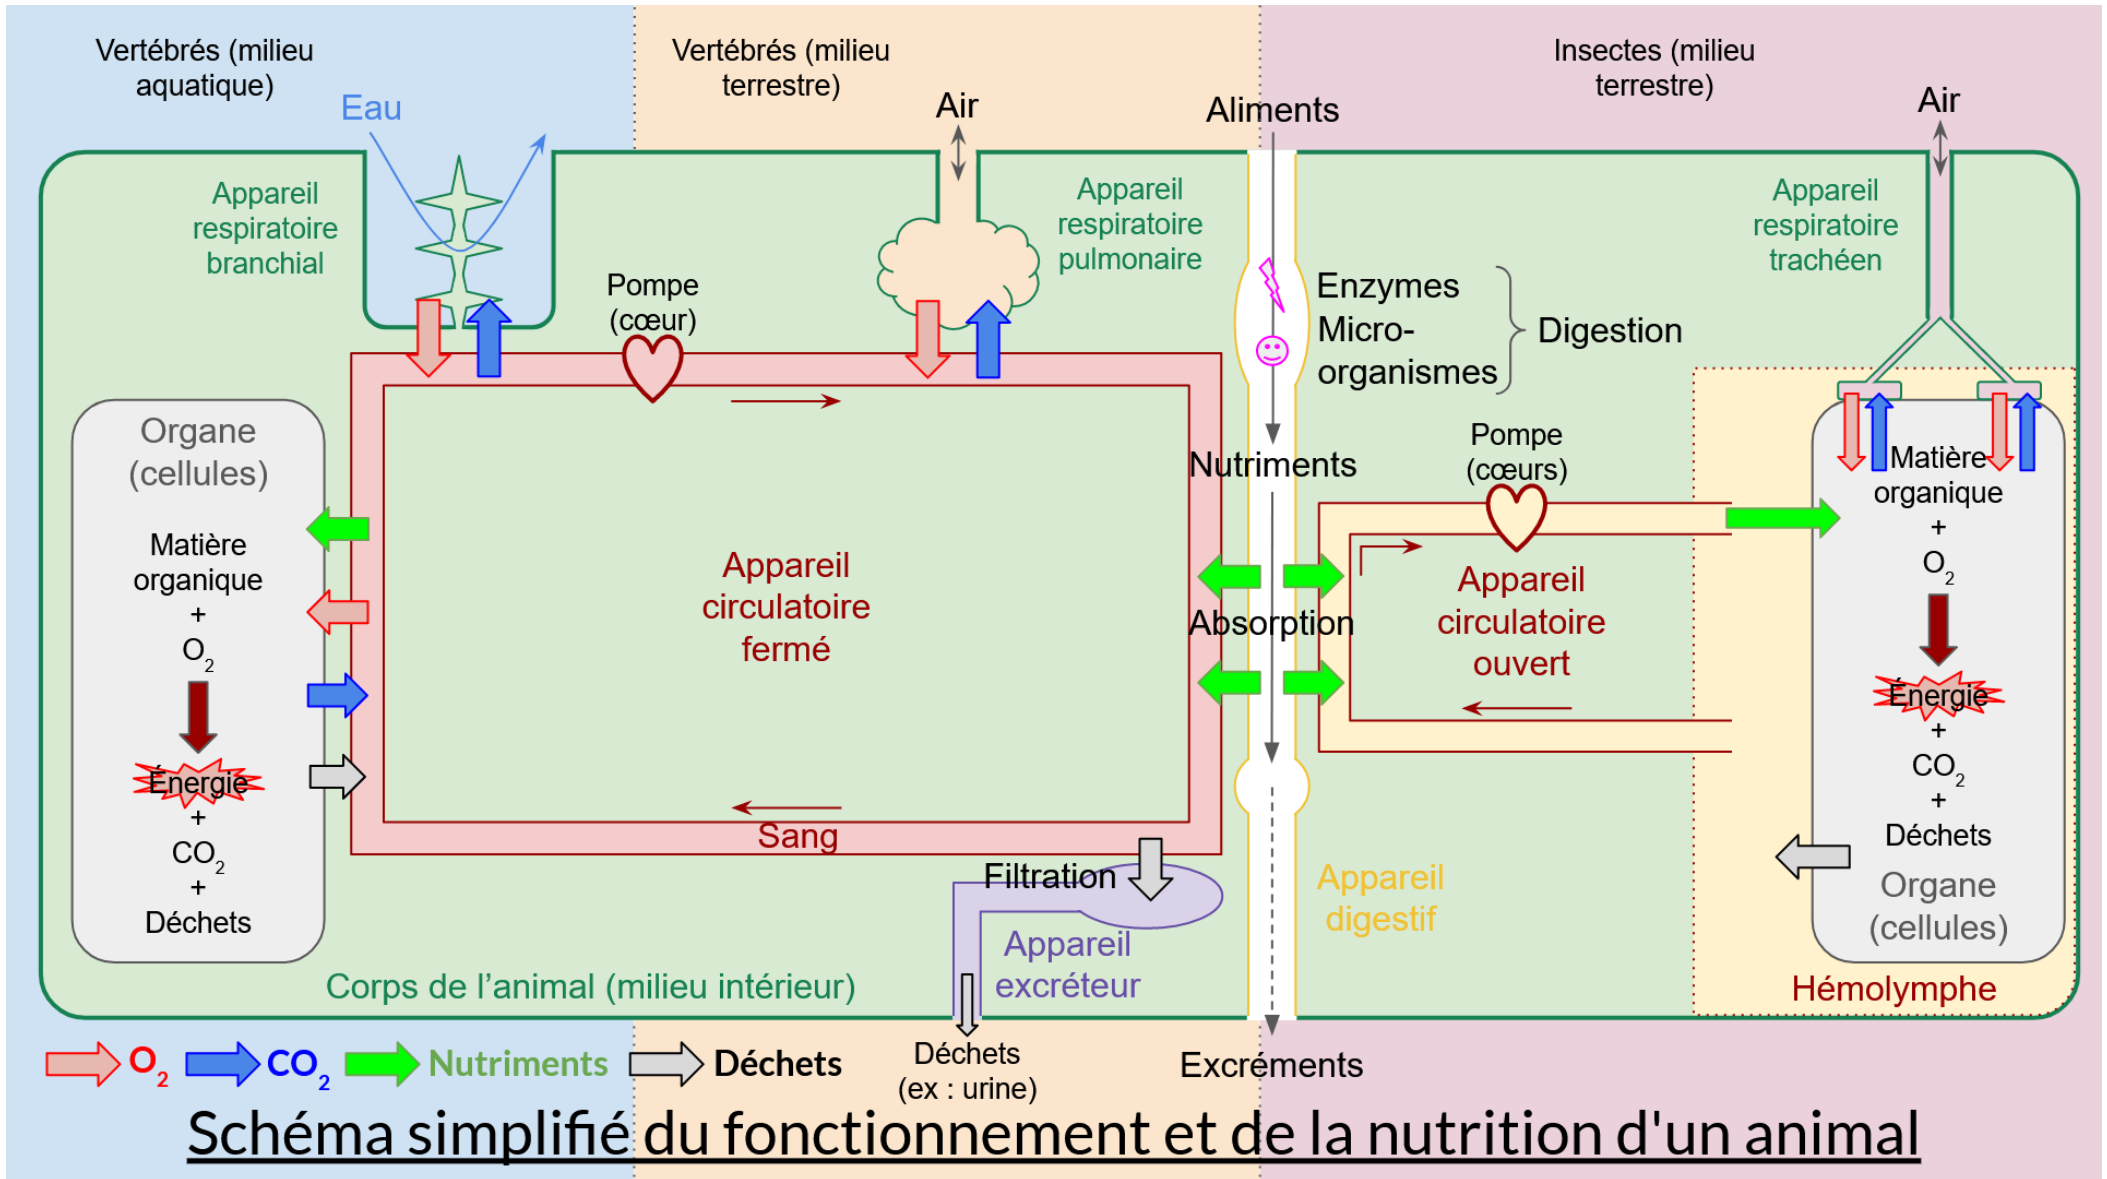 Vertébrés (milieu
aquatique)
Vertébrés (milieu
terrestre)
Insectes (milieu
terrestre)
Eau
Air
Aliments
Air
Appareil
respiratoire
branchial
Appareil
respiratoire
pulmonaire
Appareil
respiratoire
trachéen
Pompe
(cœur)
Enzymes
Micro-
organismes
Digestion
Organe
(cellules)
Matière
organique
+
O2
Énergie
+
CO2
+
Déchets
Appareil
circulatoire
fermé
Sang
Nutriments
Absorption
Pompe
(cœurs)
Appareil
circulatoire
ouvert
Matière
organique
+
O2
Énergie
+
CO2
+
Déchets
Organe
(cellules)
Hémolymphe
Filtration
Appareil
excréteur
Appareil
digestif
Corps de l'animal (milieu intérieur)
O2
CO2
Nutriments
Déchets
Déchets
(ex : urine)
Excréments
Schéma simplifié du fonctionnement et de la nutrition d'un animal